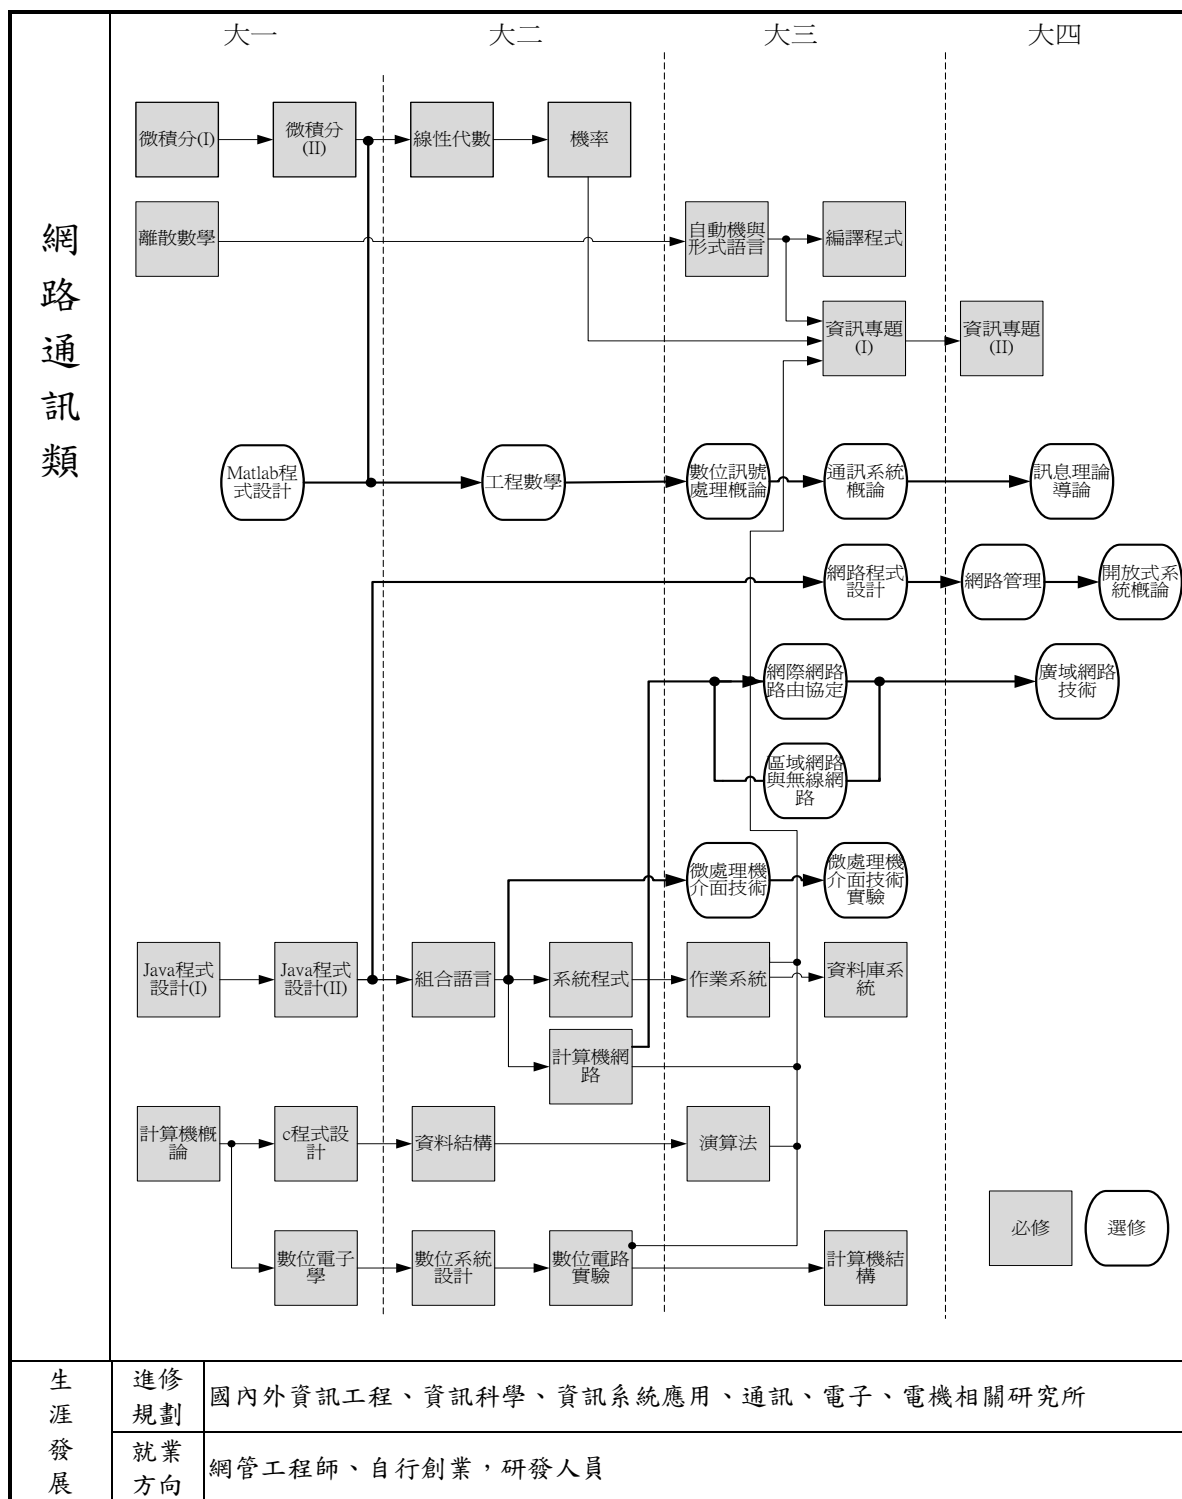 大一
大二
大三
大四
網
路
通
訊
類
微積分(I)
微積分
(II)
線性代數
機率
離散數學
自動機與
形式語言
編譯程式
資訊專題
(I)
資訊專題
(II)
Matlab程
式設計
工程數學
數位訊號
處理概論
通訊系統
概論
訊息理論
導論
網路程式
設計
網路管理
開放式系
統概論
網際網路
路由協定
廣域網路
技術
區域網路
與無線網
路
微處理機
介面技術
微處理機
介面技術
實驗
Java程式
設計(I)
Java程式
設計(II)
組合語言
系統程式
作業系統
資料庫系
統
計算機網
路
計算機概
論
c程式設
計
資料結構
演算法
必修
選修
數位電子
學
數位系統
設計
數位電路
實驗
計算機結
構
生
涯
發
展
進修
規劃
國內外資訊工程、資訊科學、資訊系統應用、通訊、電子、電機相關研究所
就業
方向
網管工程師、自行創業，研發人員